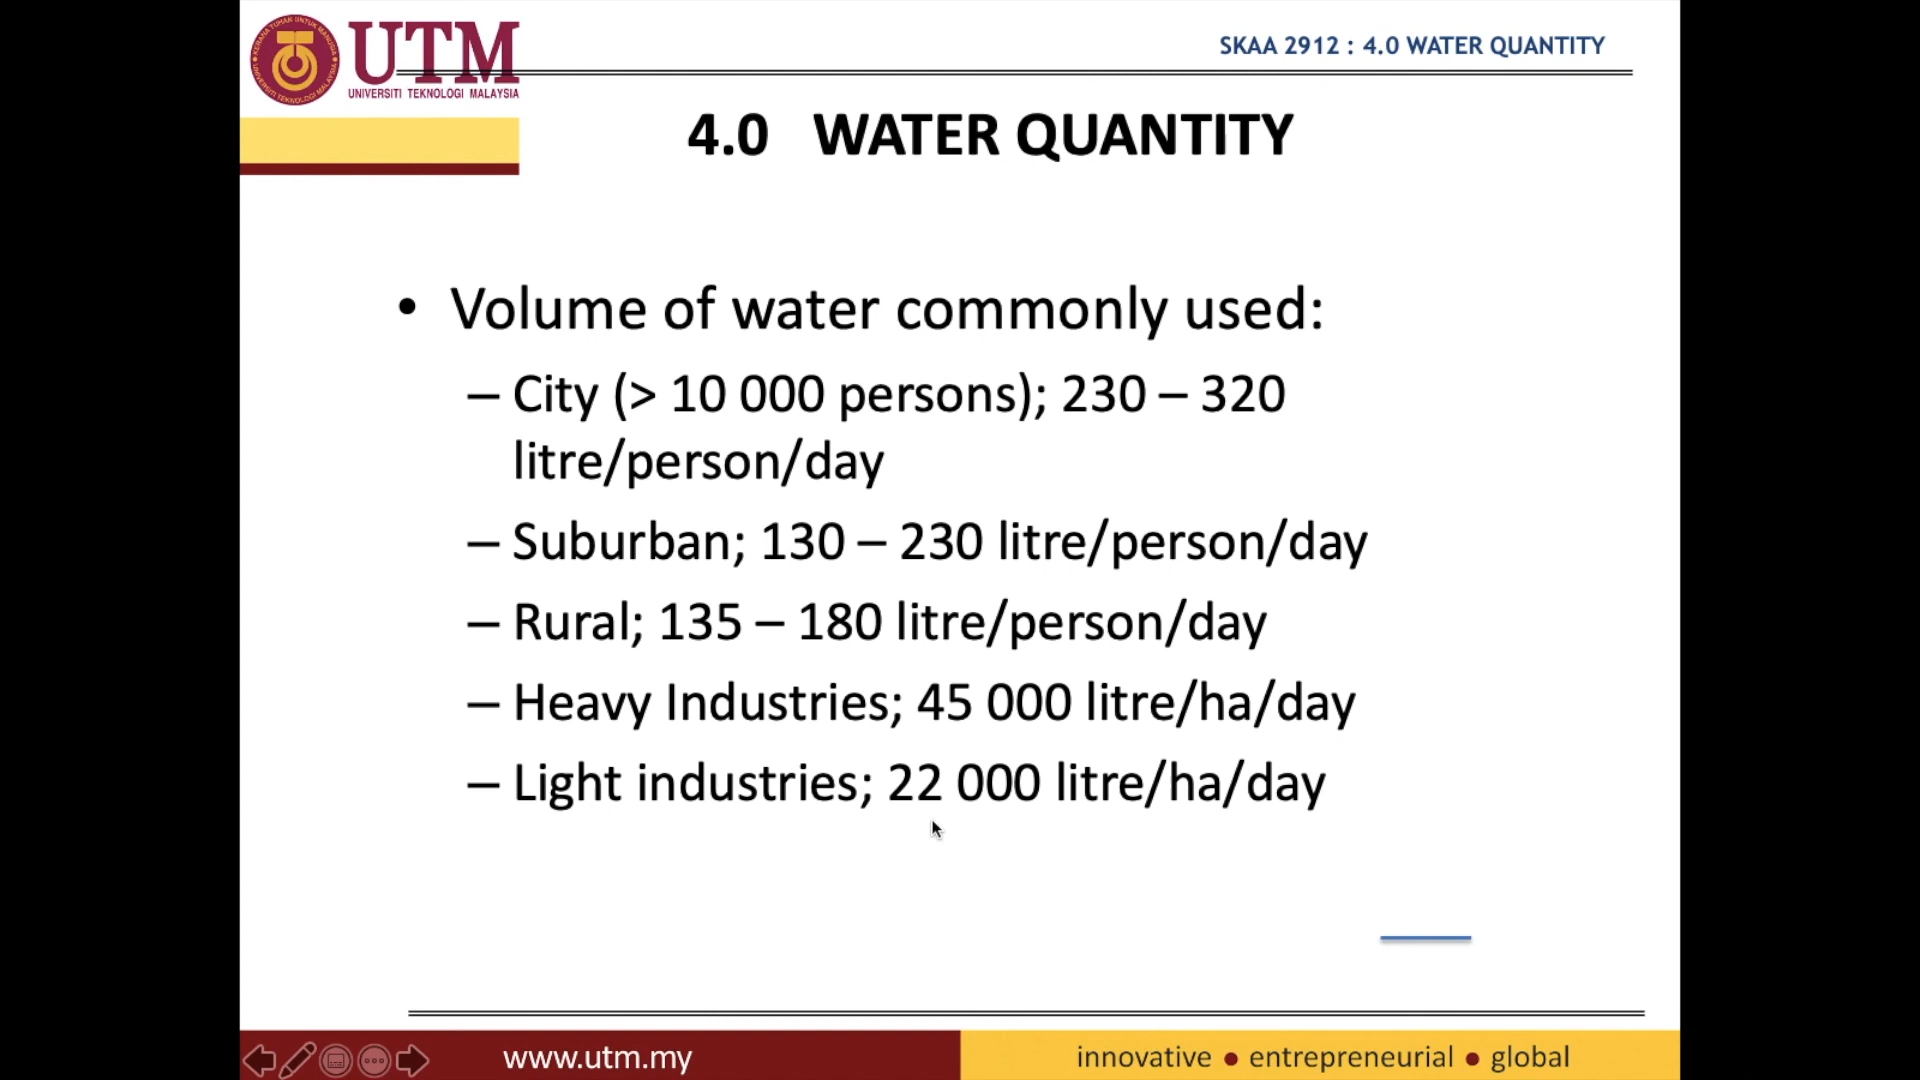 UTM
UNIVERSITI TEKNOLOGI MALAYSIA
SKAA 2912 : 4.0 WATER QUANTITY
4.0 WATER QUANTITY
• Volume of water commonly used:
– City (> 10 000 persons); 230 – 320
litre/person/day
– Suburban; 130 – 230 litre/person/day
– Rural; 135 – 180 litre/person/day
– Heavy Industries; 45 000 litre/ha/day
– Light industries; 22 000 litre/ha/day
www.utm.my
innovative ● entrepreneurial ● global